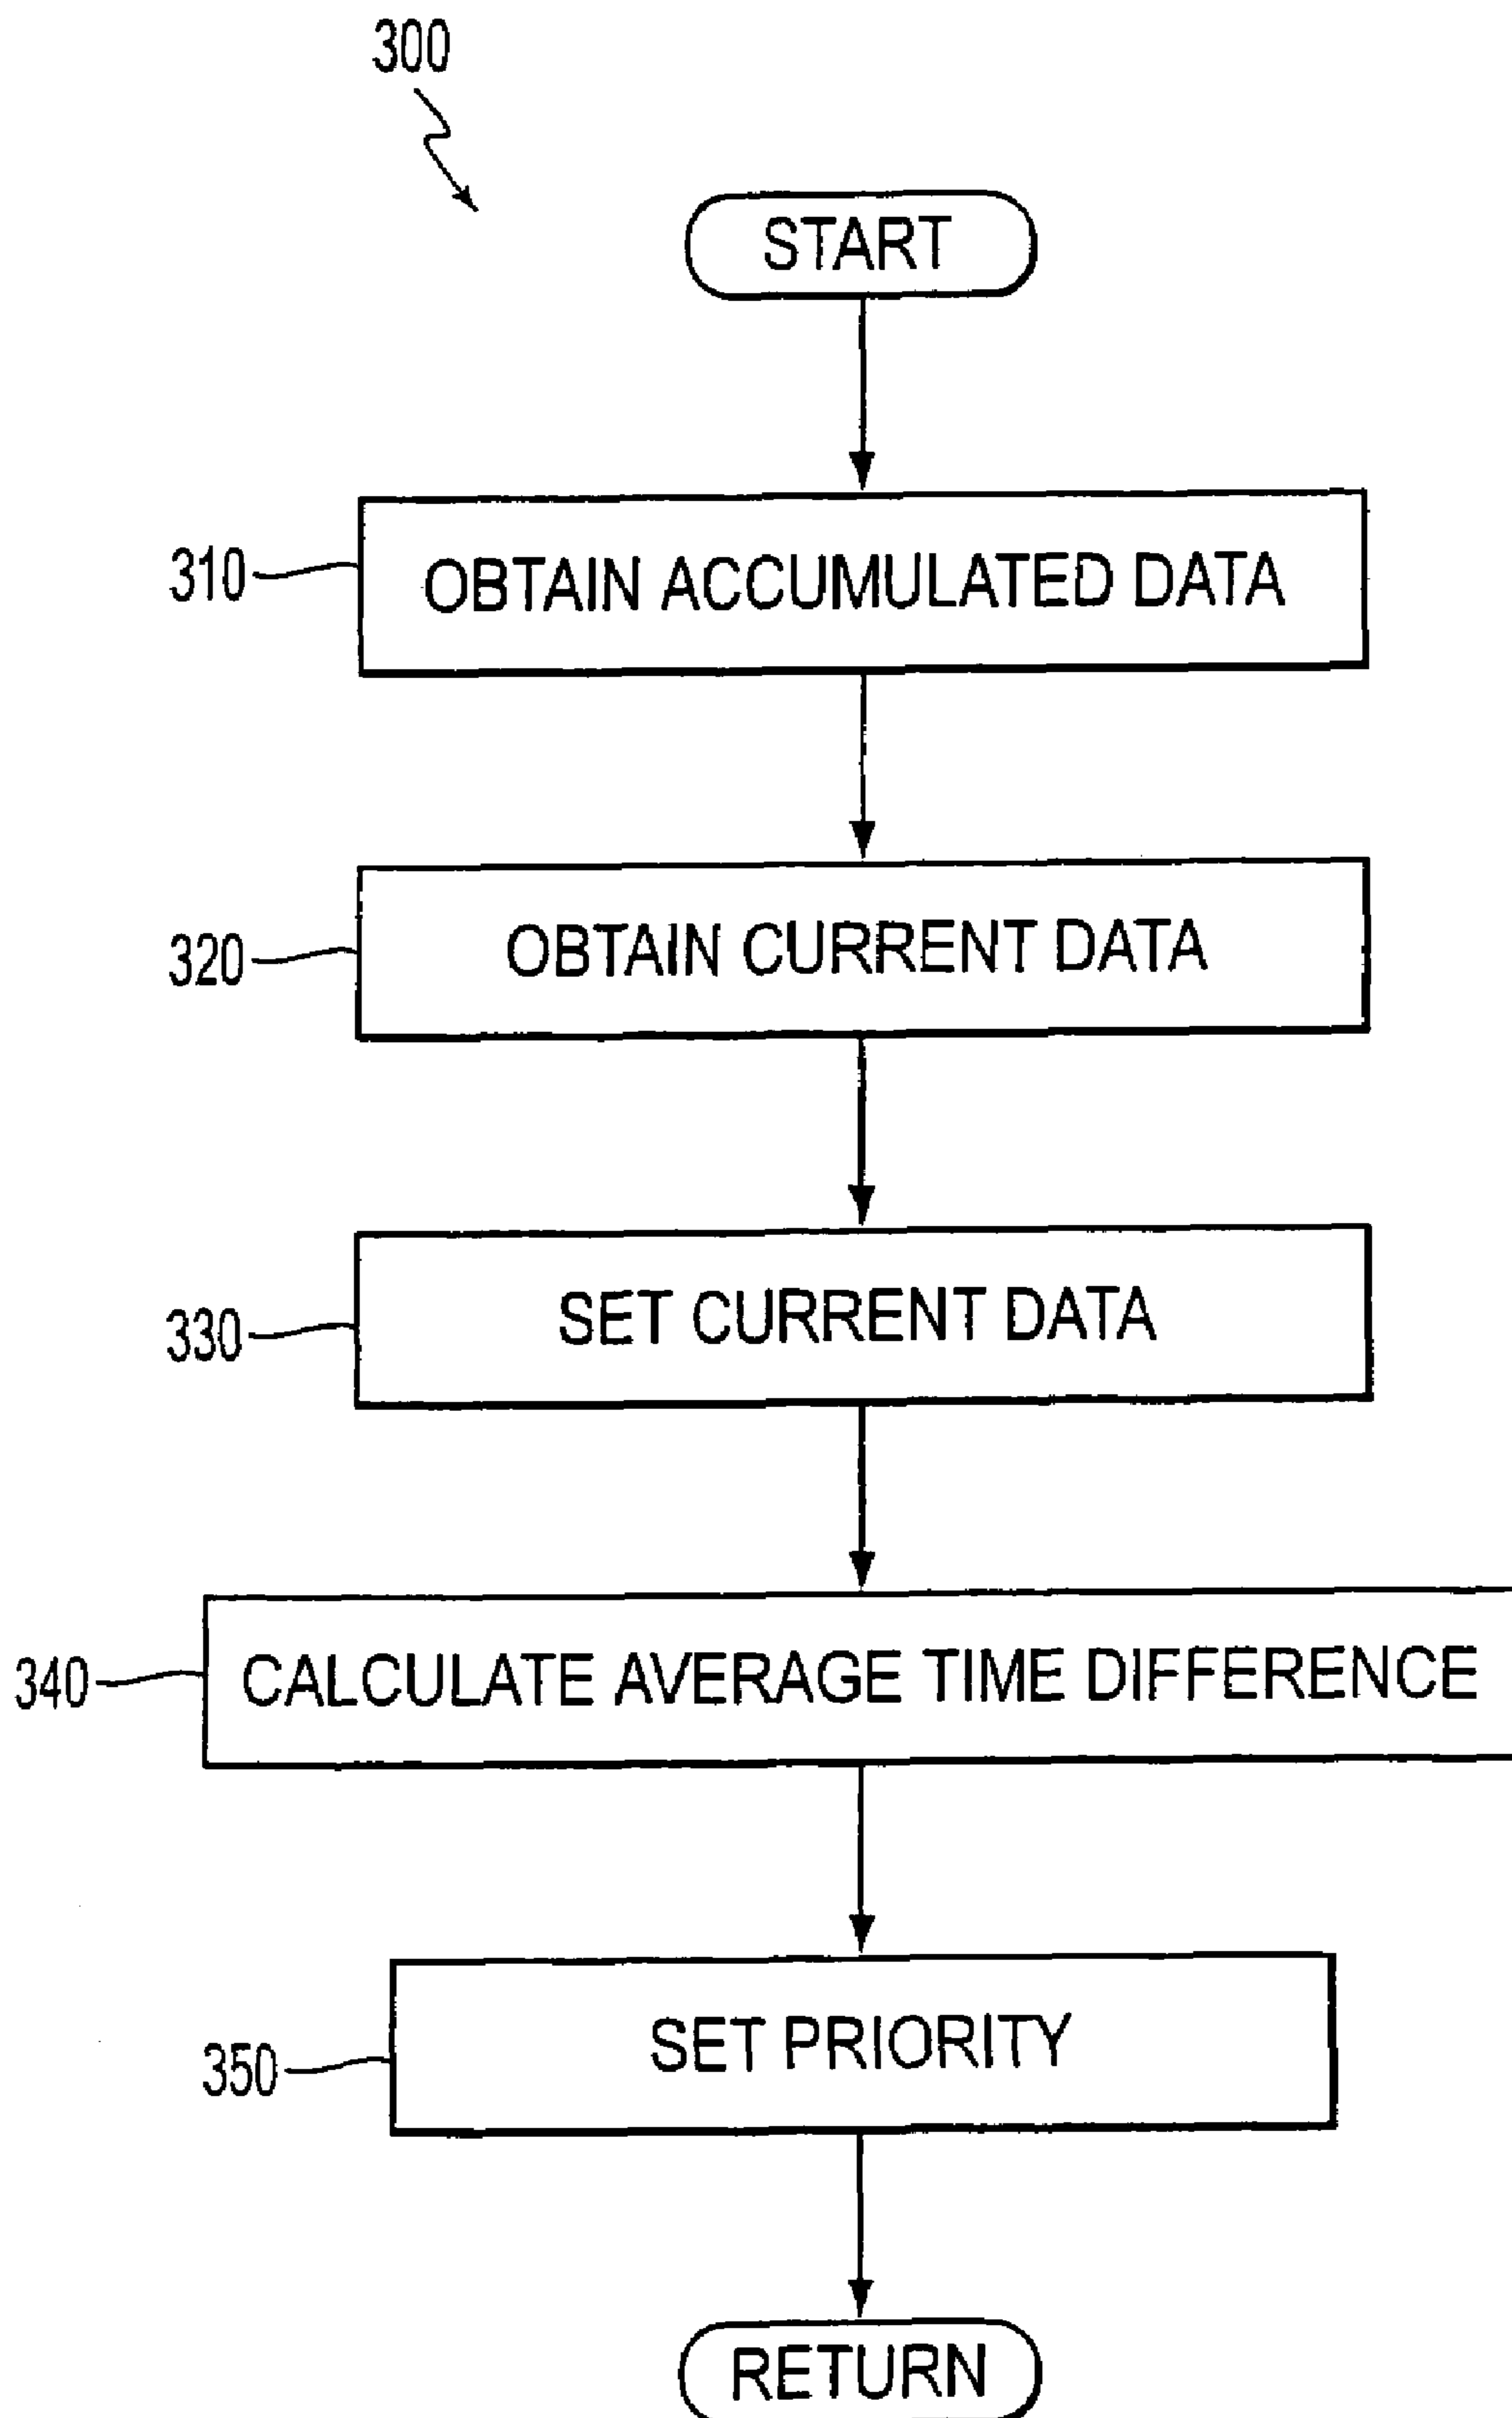 300
START
310 OBTAIN ACCUMULATED DATA
320 OBTAIN CURRENT DATA
330 SET CURRENT DATA
340 CALCULATE AVERAGE TIME DIFFERENCE
350 SET PRIORITY
RETURN